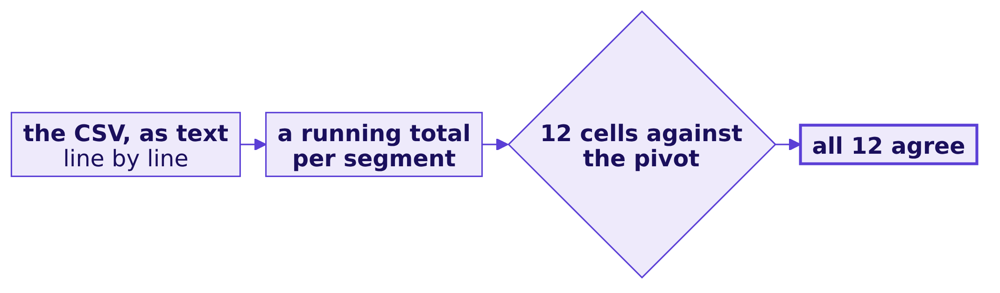 the CSV, as text
line by line
a running total
per segment
12 cells against
the pivot
all 12 agree